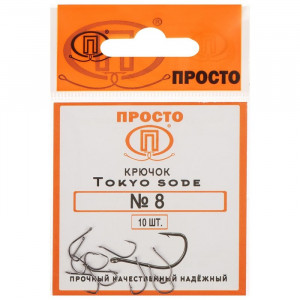 П
ПРОСТО
ПРОСТО
П
КРЮЧОК
TOKYO SODE
№ 8
10 ШТ.
ПРОЧНЫЙ КАЧЕСТВЕННЫЙ НАДЁЖНЫЙ